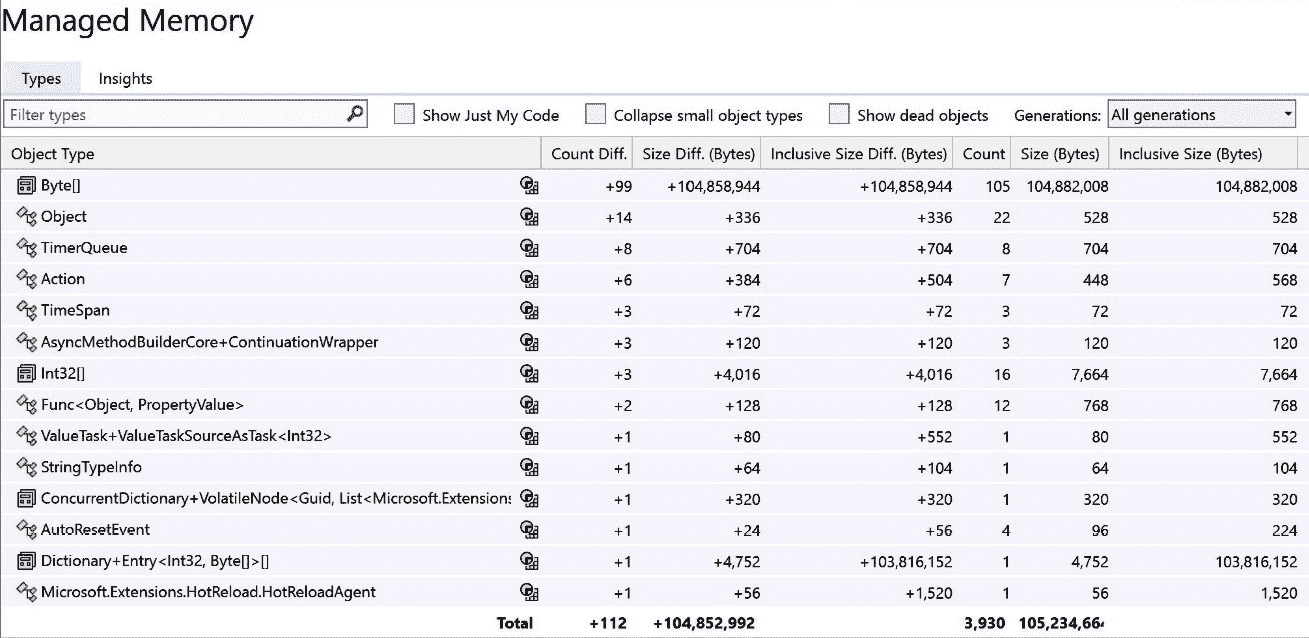 Managed Memory
Types Insights
Filter types Show Just My Code Collapse small object types Show dead objects Generations: All generations
Object Type Count Diff. Size Diff. (Bytes) Inclusive Size Diff. (Bytes) Count Size (Bytes) Inclusive Size (Bytes)
Byte[] +99 +104,858,944 +104,858,944 105 104,882,008 104,882,008
Object +14 +336 +336 22 528 528
TimerQueue +8 +704 +704 8 704 704
Action +6 +384 +504 7 448 568
TimeSpan +3 +72 +72 3 72 72
AsyncMethodBuilderCore+ContinuationWrapper +3 +120 +120 3 120 120
Int32[] +3 +4,016 +4,016 16 7,664 7,664
Func<Object, PropertyValue> +2 +128 +128 12 768 768
ValueTask+ValueTaskSourceAsTask<Int32> +1 +80 +552 1 80 552
StringTypeInfo +1 +64 +104 1 64 104
ConcurrentDictionary+VolatileNode<Guid, List<Microsoft.Extensions +1 +320 +320 1 320 320
AutoResetEvent +1 +24 +56 4 96 224
Dictionary+Entry<Int32, Byte[]>[] +1 +4,752 +103,816,152 1 4,752 103,816,152
Microsoft.Extensions.HotReload.HotReloadAgent +1 +56 +1,520 1 56 1,520
Total +112 +104,852,992 3,930 105,234,66